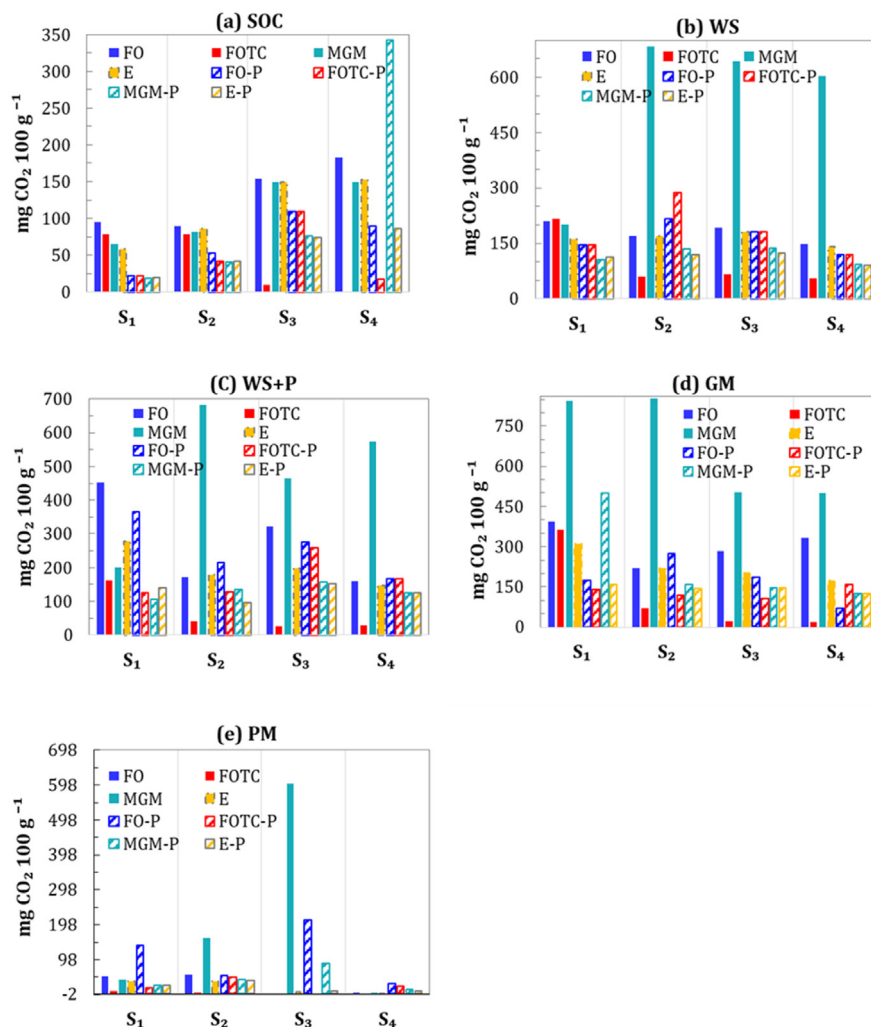 (a) SOC
350
300
250
200
150
100
50
0
mg CO₂ 100 g⁻¹
FO FOTC MGM
E FO-P FOTC-P
MGM-P E-P
S₁ S₂ S₃ S₄
(b) WS
600
450
300
150
0
mg CO₂ 100 g⁻¹
FO FOTC MGM
E FO-P FOTC-P
MGM-P E-P
S₁ S₂ S₃ S₄
(C) WS+P
700
600
500
400
300
200
100
0
mg CO₂ 100 g⁻¹
FO FOTC
MGM E
FO-P FOTC-P
MGM-P E-P
S₁ S₂ S₃ S₄
(d) GM
750
600
450
300
150
0
mg CO₂ 100 g⁻¹
FO FOTC
MGM E
FO-P FOTC-P
MGM-P E-P
S₁ S₂ S₃ S₄
(e) PM
698
598
498
398
298
198
98
-2
mg CO₂ 100 g⁻¹
FO FOTC
MGM E
FO-P FOTC-P
MGM-P E-P
S₁ S₂ S₃ S₄